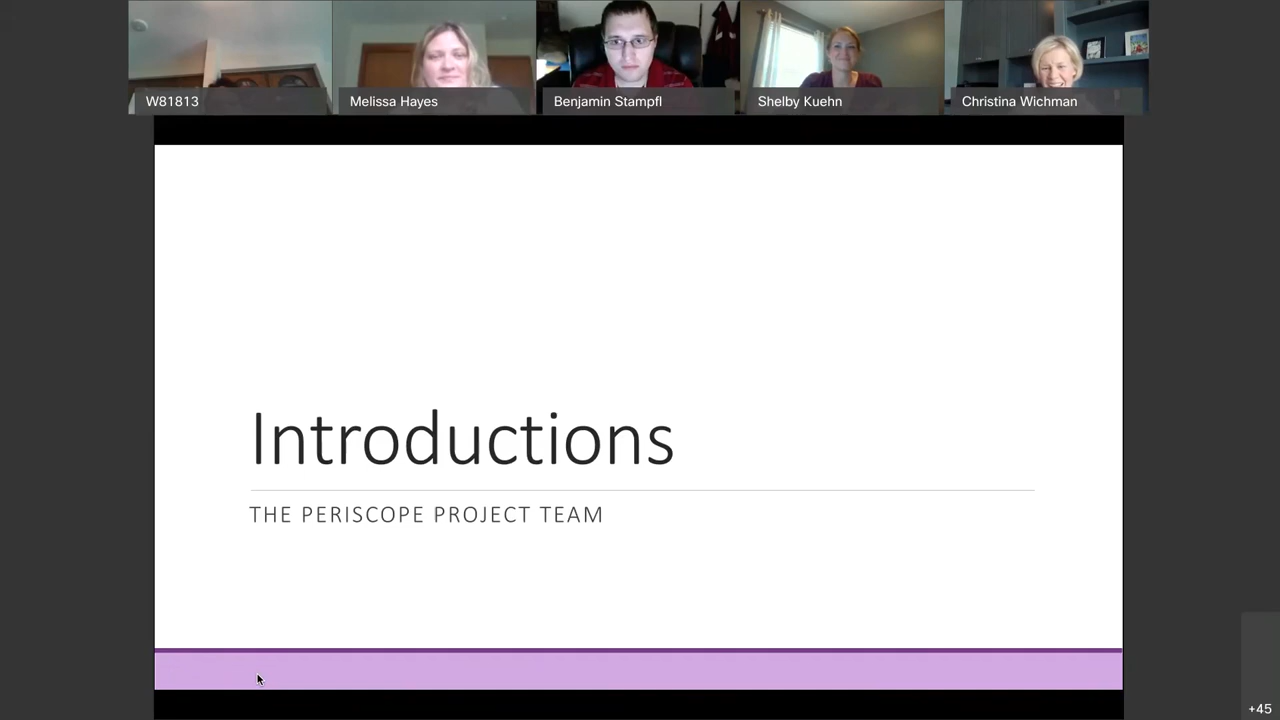 W81813
Melissa Hayes
Benjamin Stampfl
Shelby Kuehn
Christina Wichman
Introductions
THE PERISCOPE PROJECT TEAM
+45